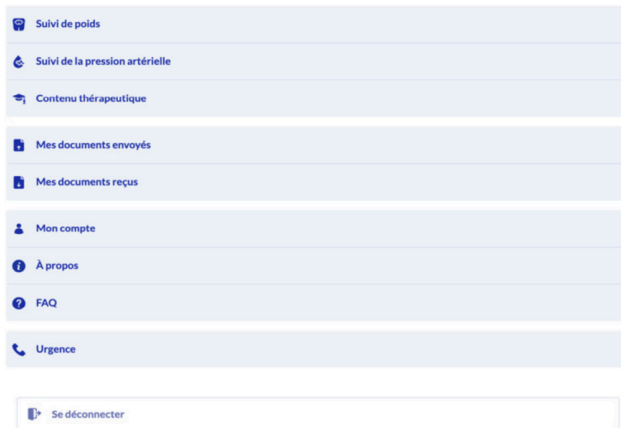 Suivi de poids
Suivi de la pression artérielle
Contenu thérapeutique
Mes documents envoyés
Mes documents reçus
Mon compte
À propos
FAQ
Urgence
Se déconnecter